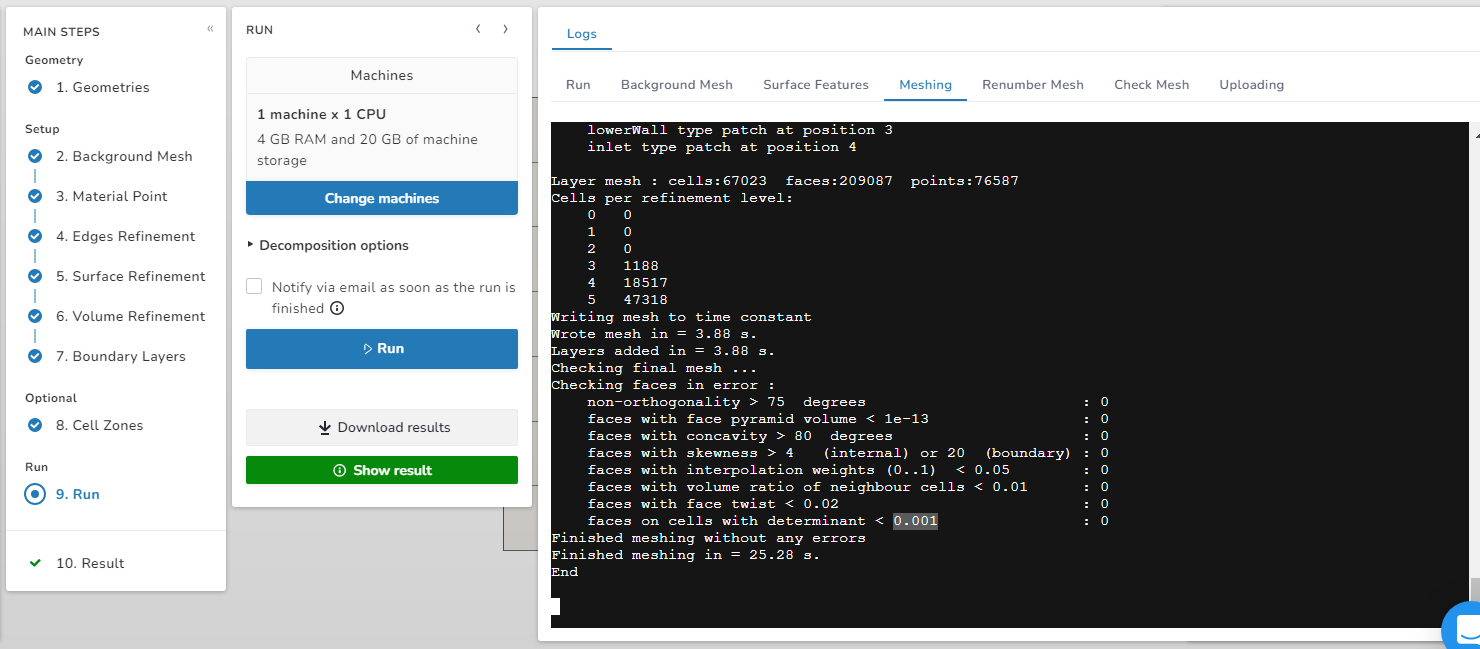 MAIN STEPS
«
Geometry
1. Geometries
Setup
2. Background Mesh
3. Material Point
4. Edges Refinement
5. Surface Refinement
6. Volume Refinement
7. Boundary Layers
Optional
8. Cell Zones
Run
9. Run
10. Result
RUN
Machines
1 machine x 1 CPU
4 GB RAM and 20 GB of machine
storage
Change machines
Decomposition options
Notify via email as soon as the run is
finished
Run
Download results
Show result
Logs
Run Background Mesh Surface Features Meshing Renumber Mesh Check Mesh Uploading
lowerWall type patch at position 3
inlet type patch at position 4
Layer mesh : cells:67023 faces:209087 points:76587
Cells per refinement level:
0 0
1 0
2 0
3 1188
4 18517
5 47318
Writing mesh to time constant
Wrote mesh in = 3.88 s.
Layers added in = 3.88 s.
Checking final mesh ...
Checking faces in error :
non-orthogonality > 75 degrees : 0
faces with face pyramid volume < 1e-13 : 0
faces with concavity > 80 degrees : 0
faces with skewness > 4 (internal) or 20 (boundary) : 0
faces with interpolation weights (0..1) < 0.05 : 0
faces with volume ratio of neighbour cells < 0.01 : 0
faces with face twist < 0.02 : 0
faces on cells with determinant < 0.001 : 0
Finished meshing without any errors
Finished meshing in = 25.28 s.
End